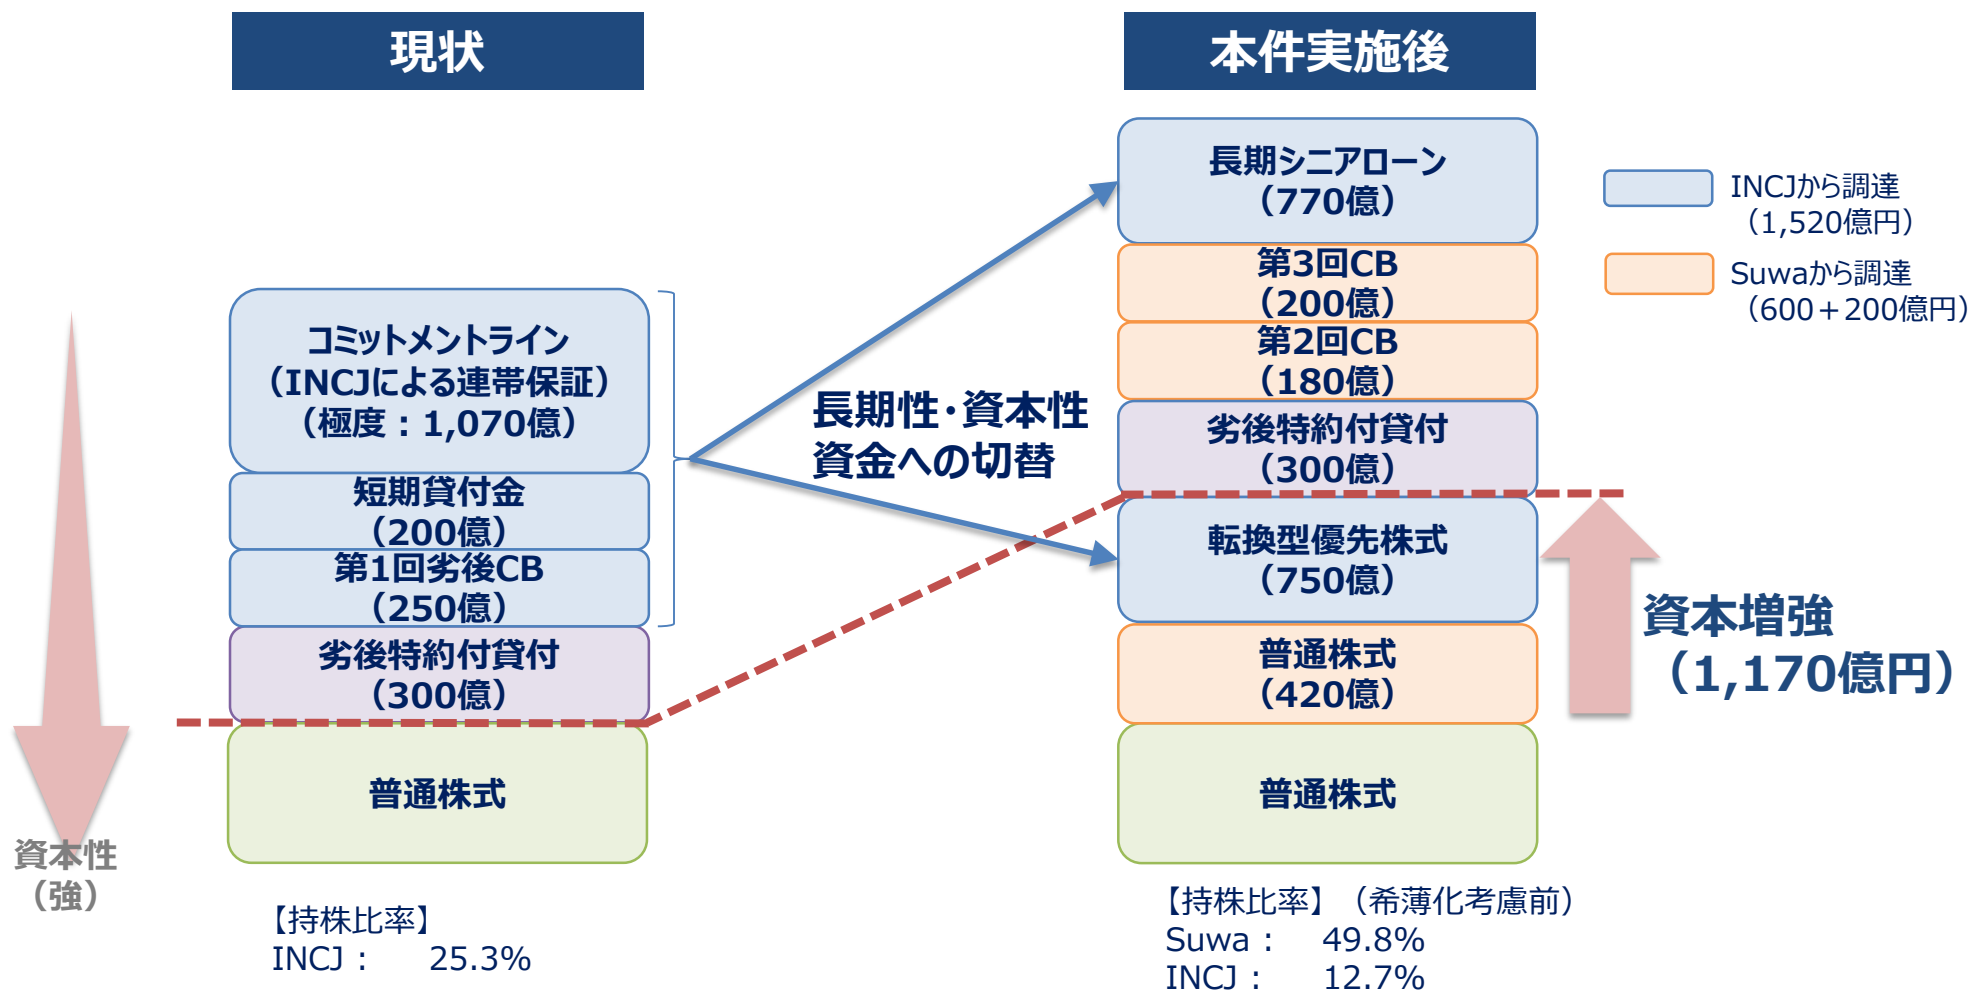 現状
コミットメントライン
（INCJによる連帯保証）
（極度：1,070億）
短期貸付金
（200億）
第1回劣後CB
（250億）
劣後特約付貸付
（300億）
普通株式
資本性
（強）
【持株比率】
INCJ： 25.3%
長期性・資本性
資金への切替
本件実施後
長期シニアローン
（770億）
第3回CB
（200億）
第2回CB
（180億）
劣後特約付貸付
（300億）
転換型優先株式
（750億）
普通株式
（420億）
普通株式
【持株比率】（希薄化考慮前）
Suwa： 49.8%
INCJ： 12.7%
INCJから調達
（1,520億円）
Suwaから調達
（600＋200億円）
資本増強
（1,170億円）